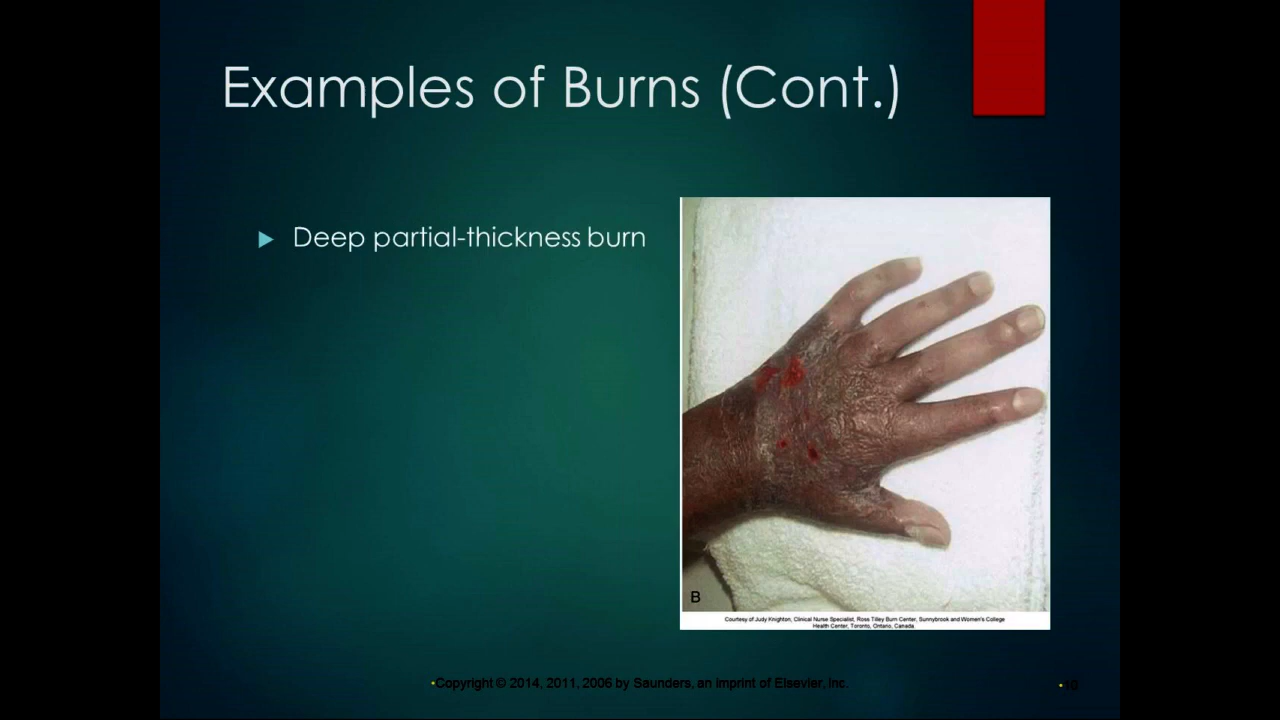 Examples of Burns (Cont.)
Deep partial-thickness burn
B
Courtesy of Judy Knighton, Clinical Nurse Specialist, Ross Tilley Burn Center, Sunnybrook and Women's College
Health Center, Toronto, Ontario, Canada.
•Copyright © 2014, 2011, 2006 by Saunders, an imprint of Elsevier, Inc.
•10